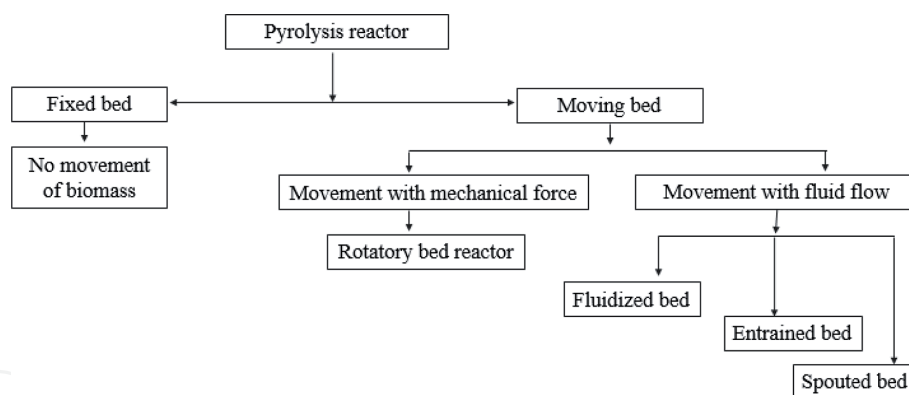 Pyrolysis reactor
Fixed bed
Moving bed
No movement
of biomass
Movement with mechanical force
Movement with fluid flow
Rotatory bed reactor
Fluidized bed
Entrained bed
Spouted bed